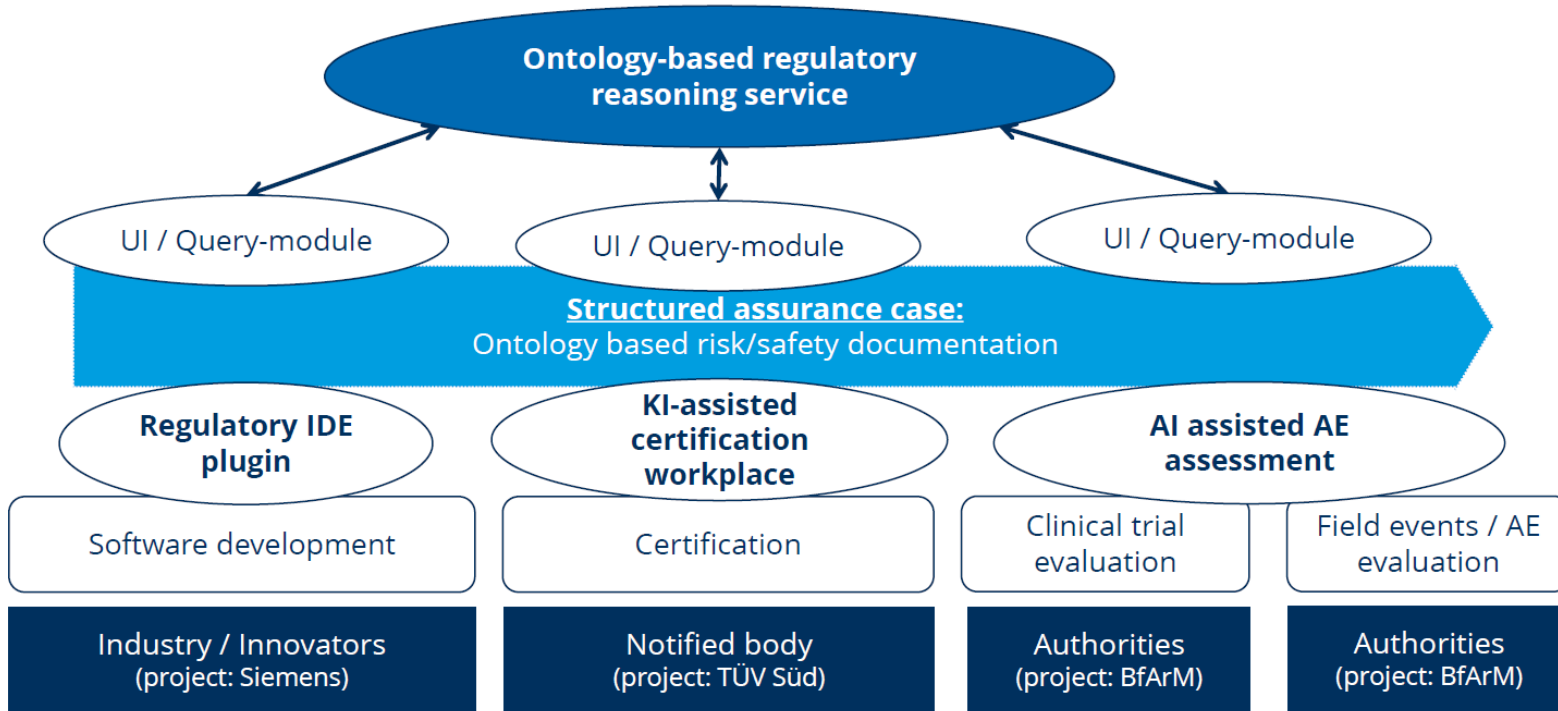 Ontology-based regulatory
reasoning service
UI / Query-module
UI / Query-module
UI / Query-module
Structured assurance case:
Ontology based risk/safety documentation
Regulatory IDE
plugin
KI-assisted
certification
workplace
AI assisted AE
assessment
Software development
Certification
Clinical trial
evaluation
Field events / AE
evaluation
Industry / Innovators
(project: Siemens)
Notified body
(project: TÜV Süd)
Authorities
(project: BfArM)
Authorities
(project: BfArM)